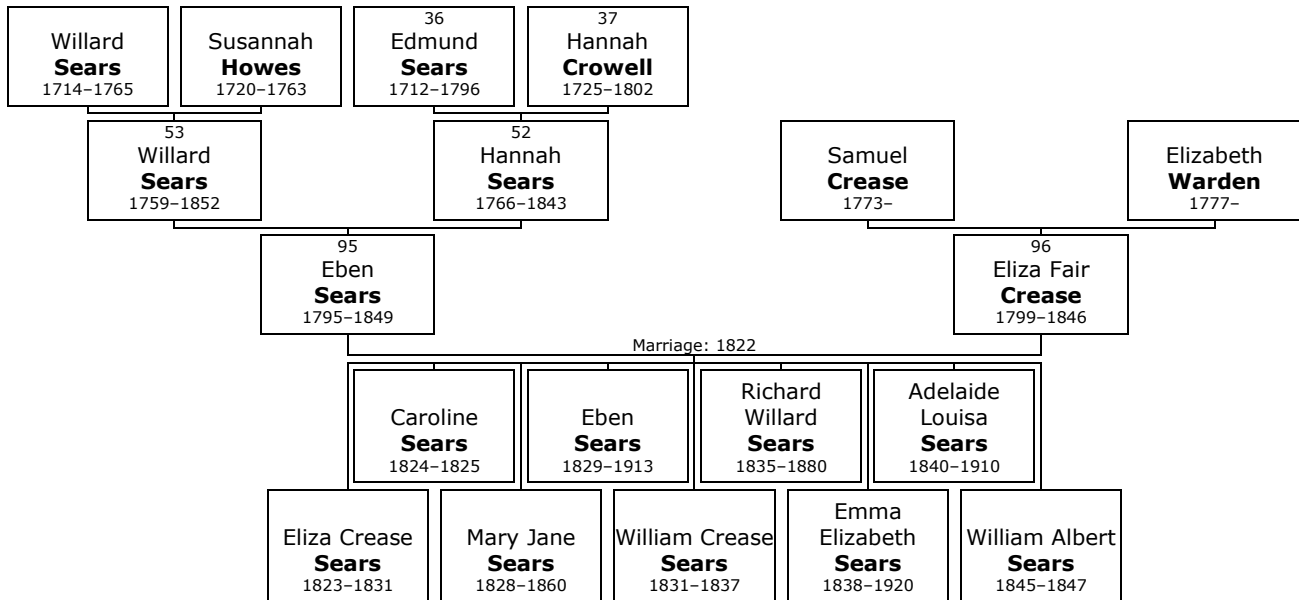 Willard
Sears
1714–1765
Susannah
Howes
1720–1763
36
Edmund
Sears
1712–1796
37
Hannah
Crowell
1725–1802
53
Willard
Sears
1759–1852
52
Hannah
Sears
1766–1843
Samuel
Crease
1773–
Elizabeth
Warden
1777–
95
Eben
Sears
1795–1849
96
Eliza Fair
Crease
1799–1846
Marriage: 1822
Caroline
Sears
1824–1825
Eben
Sears
1829–1913
Richard
Willard
Sears
1835–1880
Adelaide
Louisa
Sears
1840–1910
Eliza Crease
Sears
1823–1831
Mary Jane
Sears
1828–1860
William Crease
Sears
1831–1837
Emma
Elizabeth
Sears
1838–1920
William Albert
Sears
1845–1847